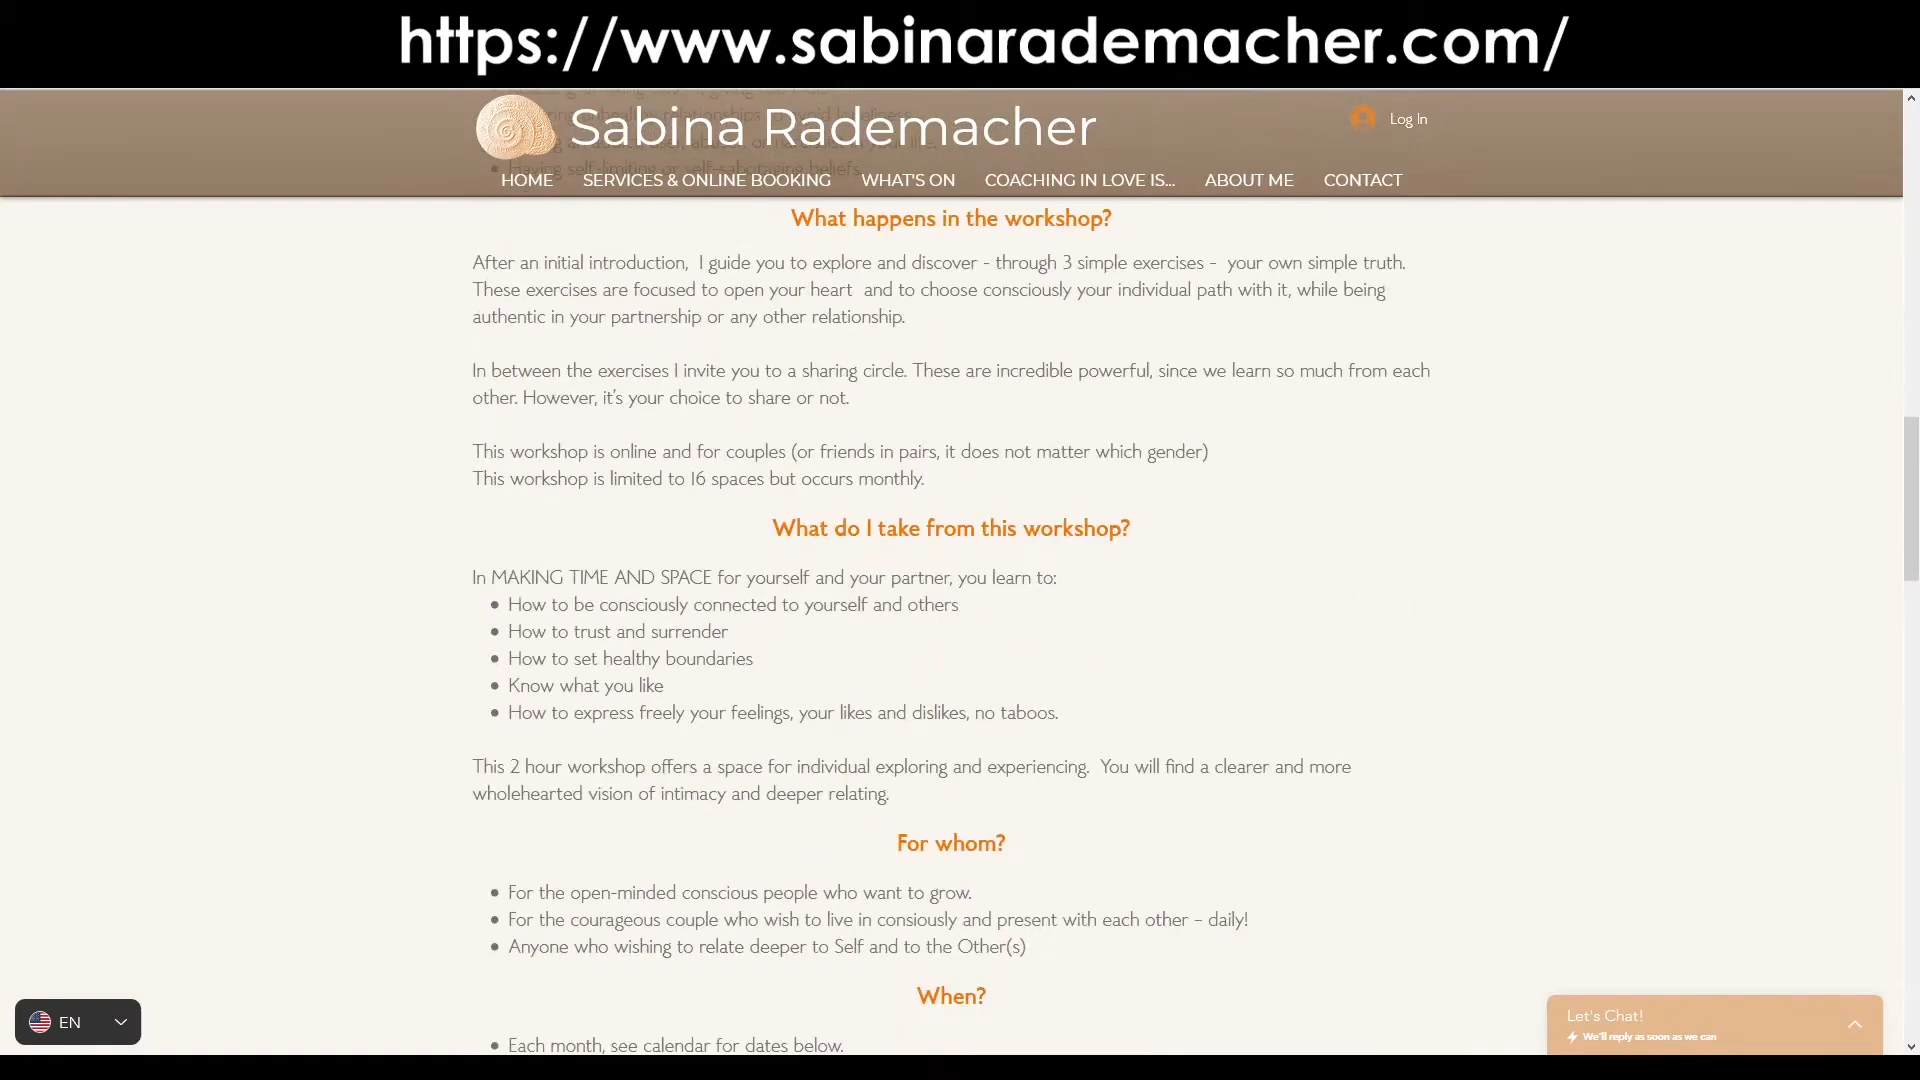 https://www.sabinarademacher.com/
Sabina Rademacher
Log In
having self-limiting or self-sabotaging beliefs.
HOME SERVICES & ONLINE BOOKING WHAT'S ON COACHING IN LOVE IS... ABOUT ME CONTACT
What happens in the workshop?
After an initial introduction, I guide you to explore and discover - through 3 simple exercises - your own simple truth.
These exercises are focused to open your heart and to choose consciously your individual path with it, while being
authentic in your partnership or any other relationship.
In between the exercises I invite you to a sharing circle. These are incredible powerful, since we learn so much from each
other. However, it's your choice to share or not.
This workshop is online and for couples (or friends in pairs, it does not matter which gender)
This workshop is limited to 16 spaces but occurs monthly.
What do I take from this workshop?
In MAKING TIME AND SPACE for yourself and your partner, you learn to:
• How to be consciously connected to yourself and others
• How to trust and surrender
• How to set healthy boundaries
• Know what you like
• How to express freely your feelings, your likes and dislikes, no taboos.
This 2 hour workshop offers a space for individual exploring and experiencing. You will find a clearer and more
wholehearted vision of intimacy and deeper relating.
For whom?
• For the open-minded conscious people who want to grow.
• For the courageous couple who wish to live in consiously and present with each other – daily!
• Anyone who wishing to relate deeper to Self and to the Other(s)
When?
• Each month, see calendar for dates below.
EN
Let's Chat!
We'll reply as soon as we can